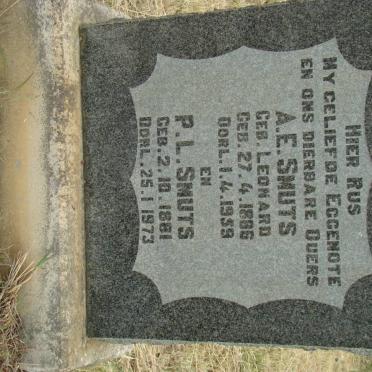 HIER RUS
MY GELIEFDE EGGENOTE
EN ONS DIERBARE OUERS
A.E. SMUTS
GEB. LEONARD
GEB. 27.4.1886
OORL. 1.4.1949
EN
P.L. SMUTS
GEB. 2.10.1881
OORL. 25.1.1973